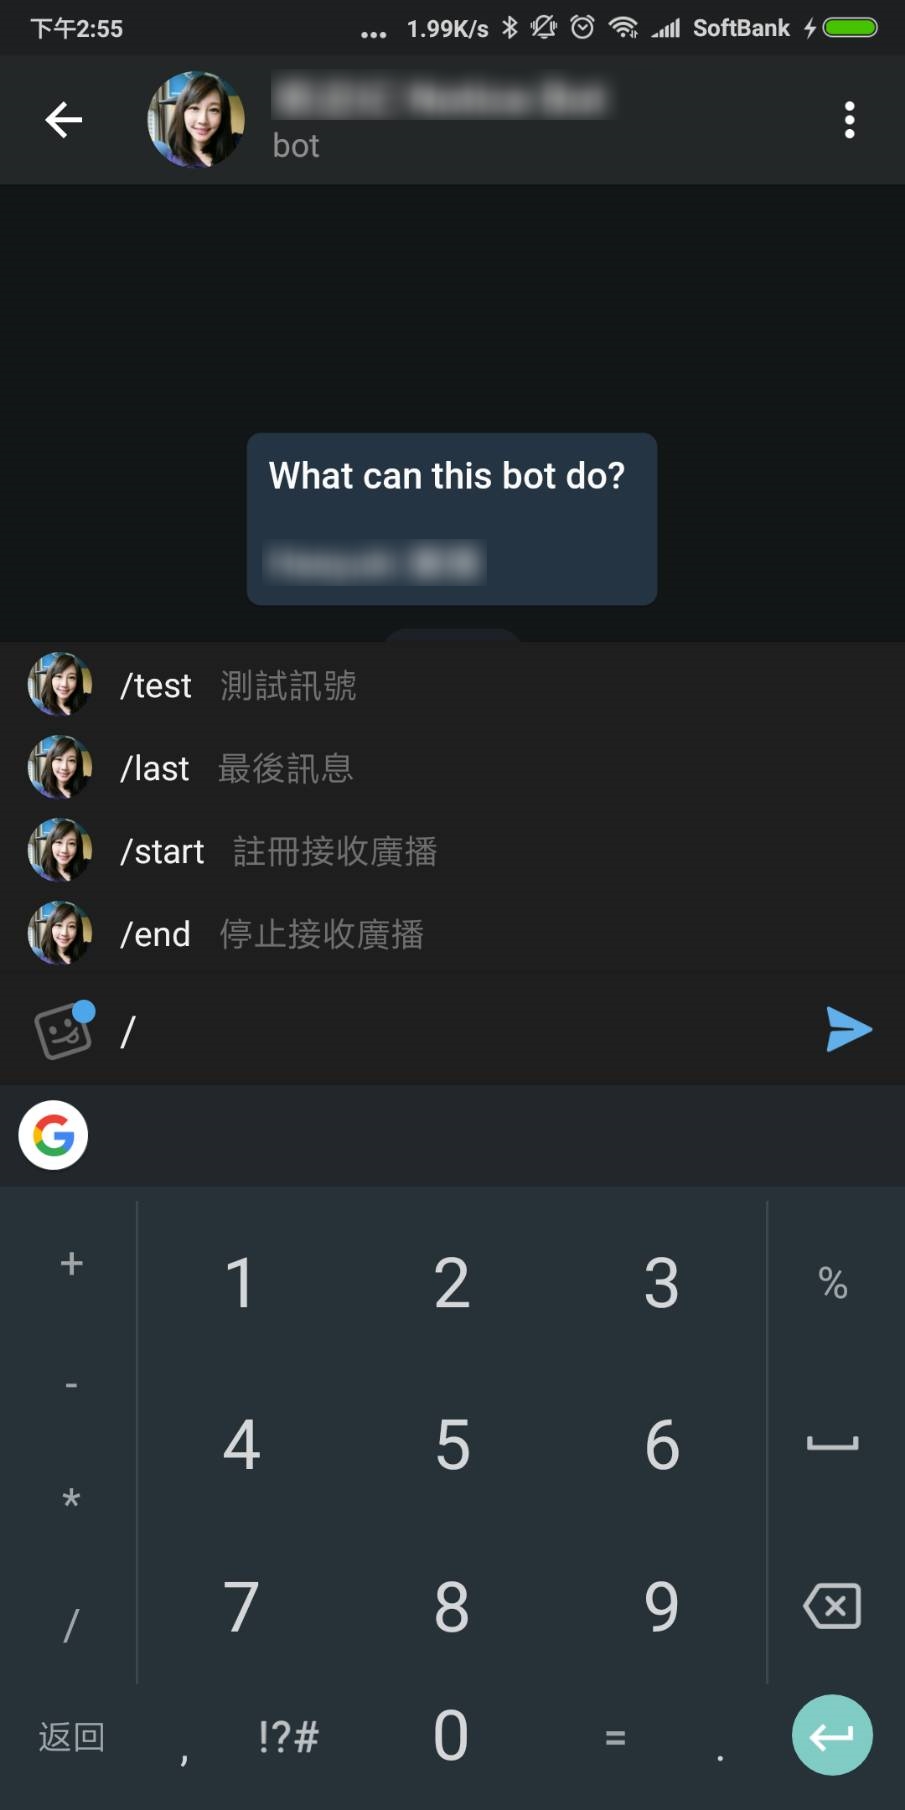 下午2:55 ... 1.99K/s SoftBank
bot
What can this bot do?
/test 測試訊號
/last 最後訊息
/start 註冊接收廣播
/end 停止接收廣播
/
G
+ 1 2 3 %
- 4 5 6
*
/ 7 8 9
返回 , !?# 0 = .